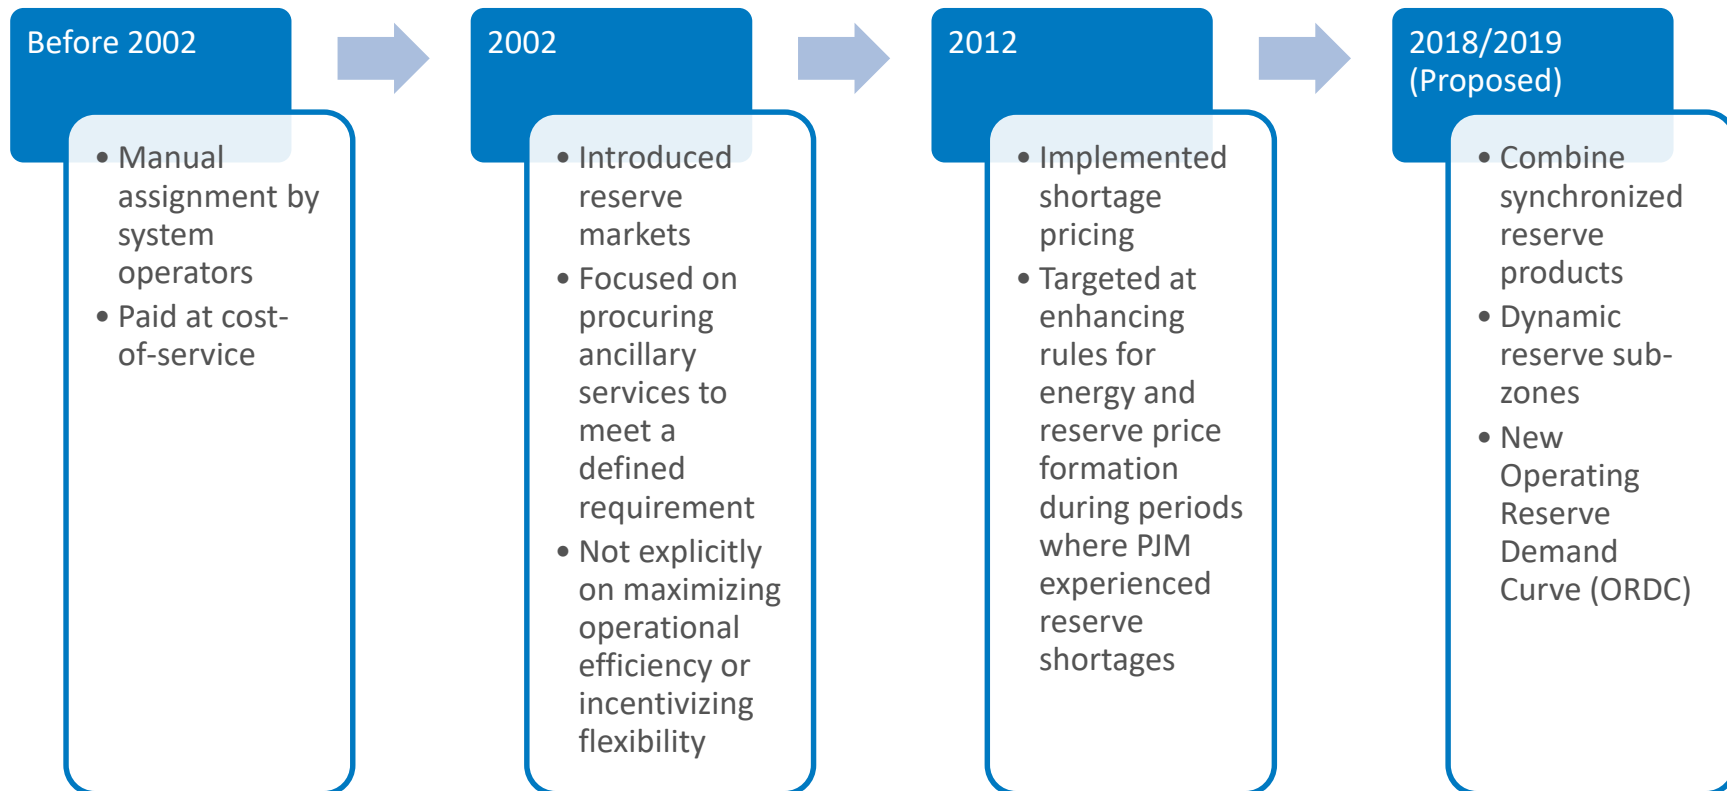 Before 2002
• Manual
assignment by
system
operators
• Paid at cost-
of-service
2002
• Introduced
reserve
markets
• Focused on
procuring
ancillary
services to
meet a
defined
requirement
• Not explicitly
on maximizing
operational
efficiency or
incentivizing
flexibility
2012
• Implemented
shortage
pricing
• Targeted at
enhancing
rules for
energy and
reserve price
formation
during periods
where PJM
experienced
reserve
shortages
2018/2019
(Proposed)
• Combine
synchronized
reserve
products
• Dynamic
reserve sub-
zones
• New
Operating
Reserve
Demand
Curve (ORDC)